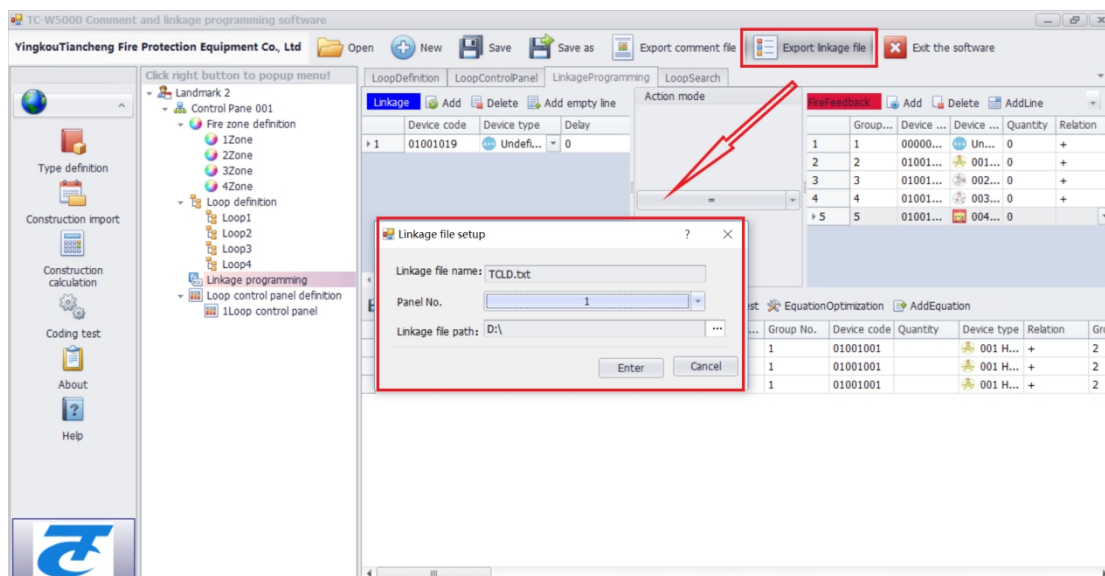 TC-W5000 Comment and linkage programming software
YingkouTiancheng Fire Protection Equipment Co., Ltd Open New Save Save as Export comment file Export linkage file Exit the software
Type definition
Construction import
Construction calculation
Coding test
About
Help
Click right button to popup menu!
Landmark 2
Control Pane 001
Fire zone definition
1Zone
2Zone
3Zone
4Zone
Loop definition
Loop1
Loop2
Loop3
Loop4
Linkage programming
Loop control panel definition
1Loop control panel
LoopDefinition LoopControlPanel LinkageProgramming LoopSearch
Linkage Add Delete Add empty line
Device code Device type Delay
1 01001019 Undefi... 0
Action mode
=
FireFeedback Add Delete AddLine
Group... Device ... Device ... Quantity Relation
1 1 00000... Un... 0 +
2 2 01001... 001... 0 +
3 3 01001... 002... 0 +
4 4 01001... 003... 0 +
5 5 01001... 004... 0
Linkage file setup ? ×
Linkage file name: TCLD.txt
Panel No. 1
Linkage file path: D:\ ...
Enter Cancel
EquationOptimization AddEquation
Group No. Device code Quantity Device type Relation
1 01001001 001 H... + 2
1 01001001 001 H... + 2
1 01001001 001 H... + 2